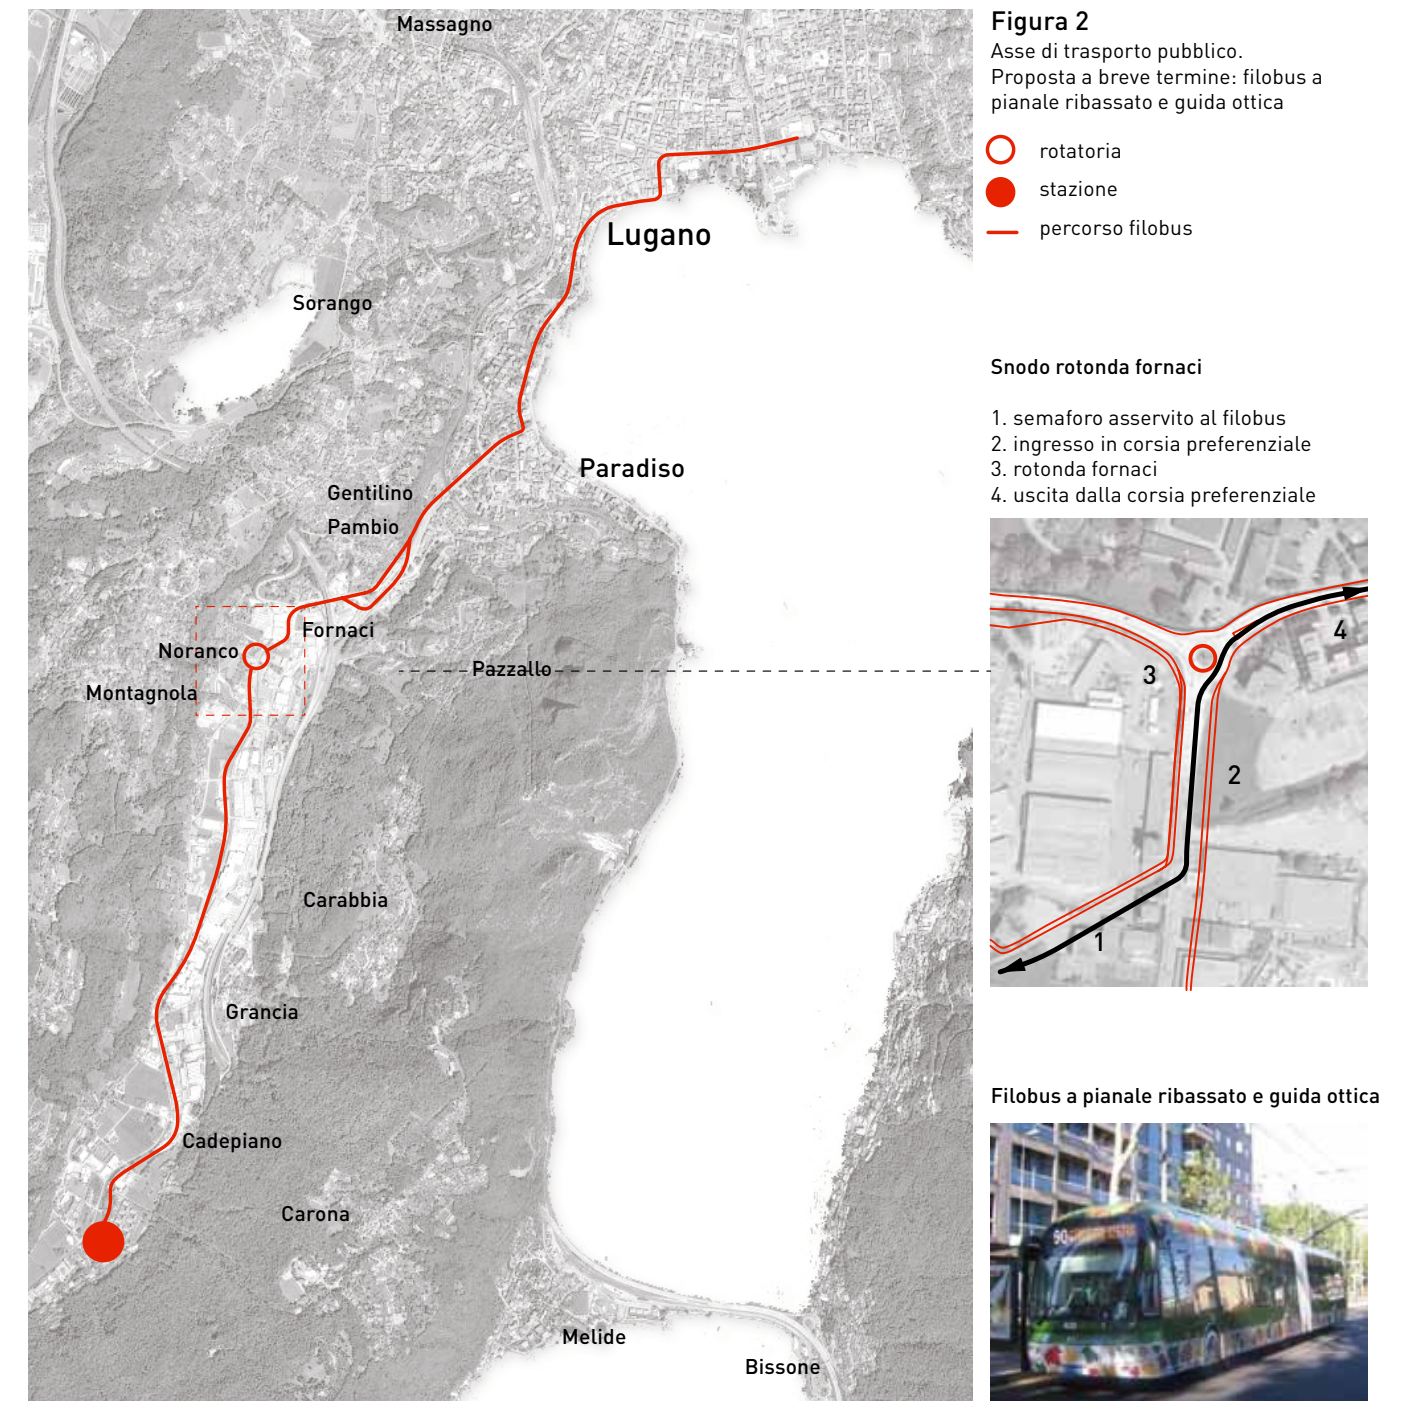 Massagno
Lugano
Sorango
Paradiso
Gentilino
Pambio
Fornaci
Noranco
Pazzallo
Montagnola
Carabbia
Grancia
Cadepiano
Carona
Melide
Bissone
Figura 2
Asse di trasporto pubblico.
Proposta a breve termine: filobus a
pianale ribassato e guida ottica
rotatoria
stazione
percorso filobus
Snodo rotonda fornaci
1. semaforo asservito al filobus
2. ingresso in corsia preferenziale
3. rotonda fornaci
4. uscita dalla corsia preferenziale
4
3
2
1
Filobus a pianale ribassato e guida ottica
90